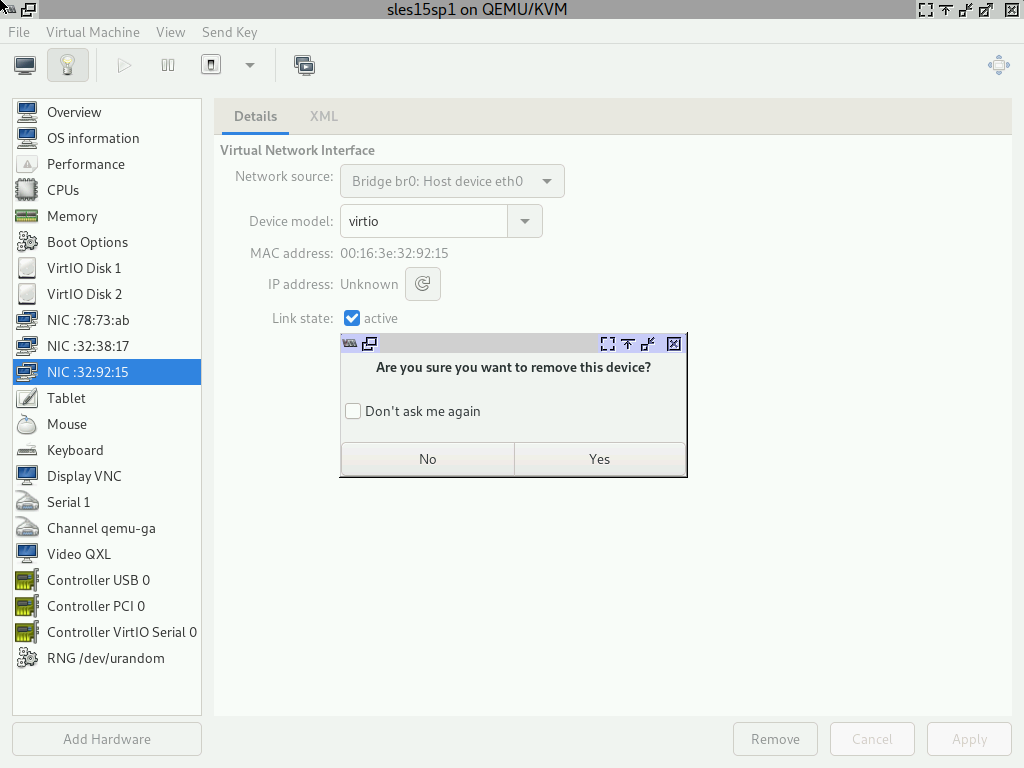 sles15sp1 on QEMU/KVM
File Virtual Machine View Send Key
Overview
OS information
Performance
CPUs
Memory
Boot Options
VirtIO Disk 1
VirtIO Disk 2
NIC :78:73:ab
NIC :32:38:17
NIC :32:92:15
Tablet
Mouse
Keyboard
Display VNC
Serial 1
Channel qemu-ga
Video QXL
Controller USB 0
Controller PCI 0
Controller VirtIO Serial 0
RNG /dev/urandom
Add Hardware
Details XML
Virtual Network Interface
Network source: Bridge br0: Host device eth0
Device model: virtio
MAC address: 00:16:3e:32:92:15
IP address: Unknown
Link state: active
Are you sure you want to remove this device?
Don't ask me again
No Yes
Remove Cancel Apply